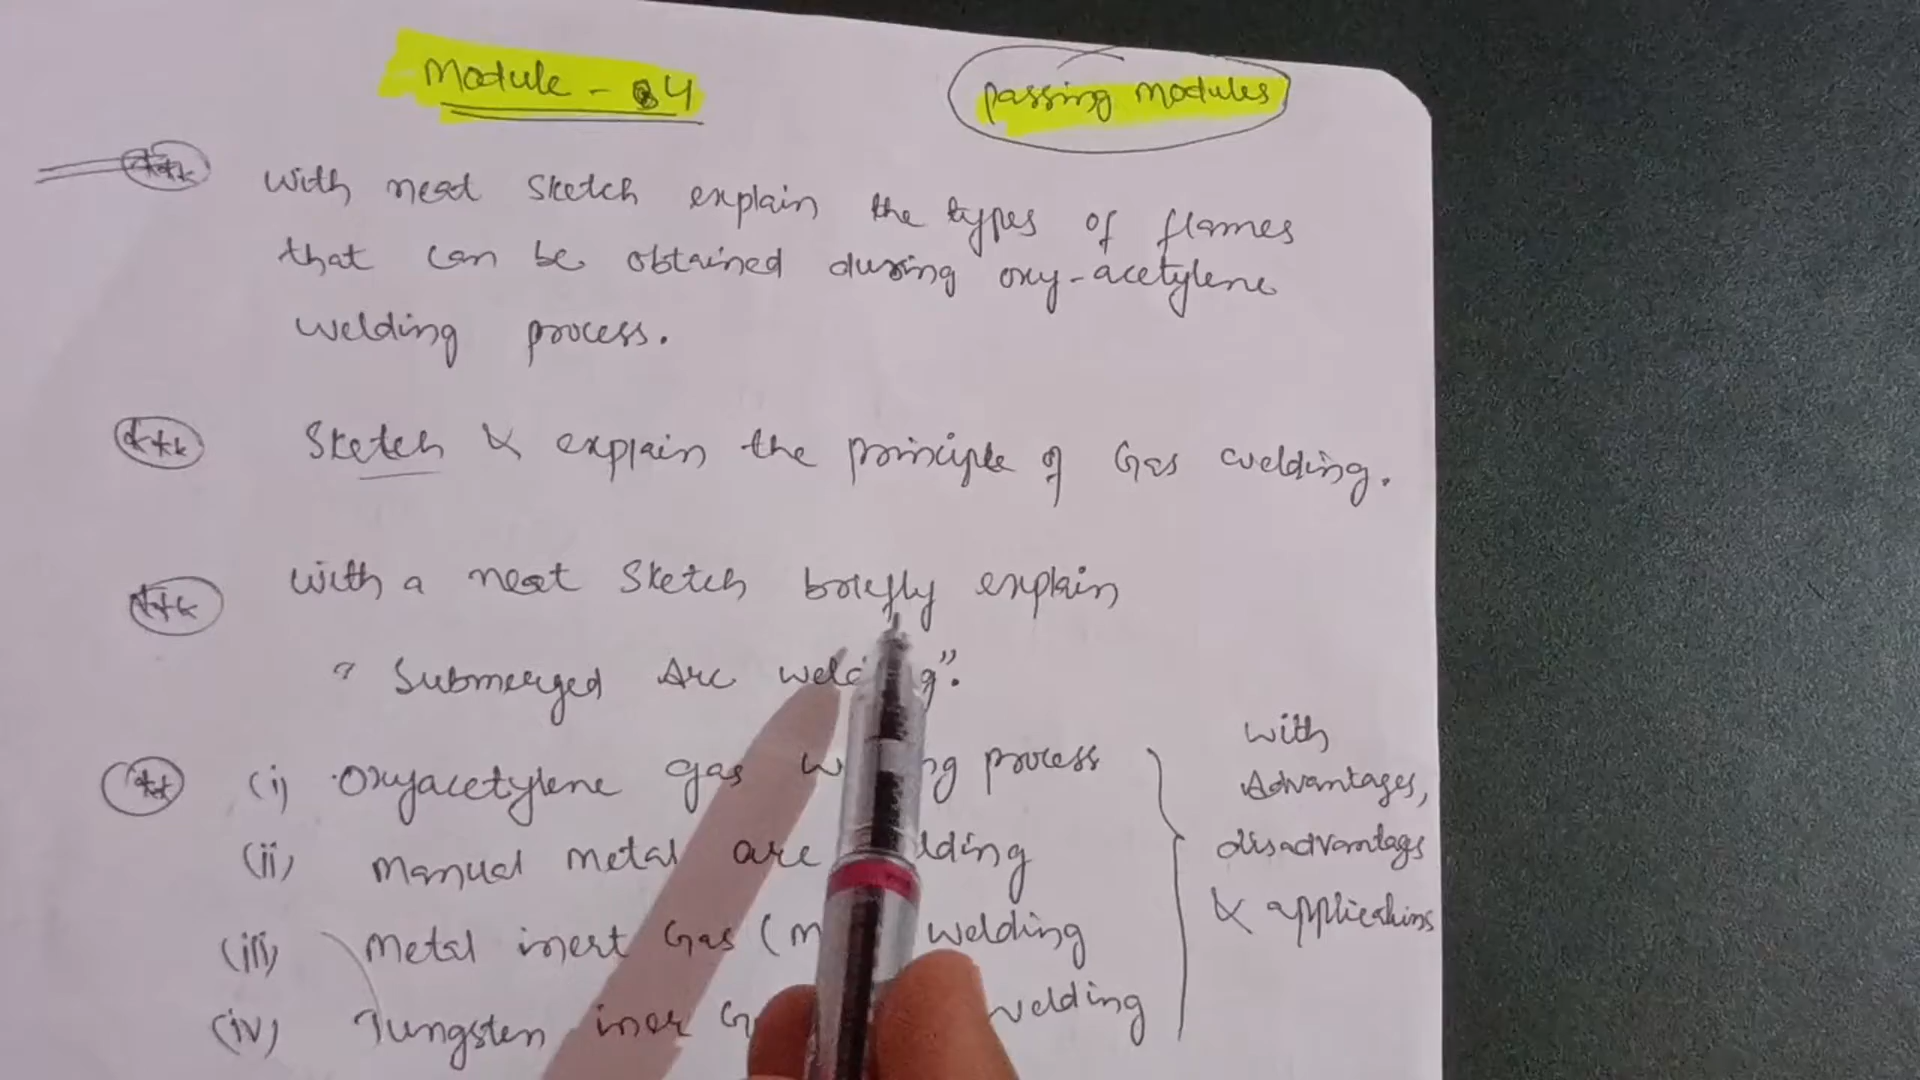 Module - 4
Passing Modules
*** With neat sketch explain the types of flames
that can be obtained during oxy-acetylene
welding process.
*** Sketch & explain the principle of Gas welding.
*** With a neat sketch briefly explain
"Submerged Arc welding".
** (i) Oxyacetylene gas process
(ii) Manual metal arc
(iii) Metal inert Gas ( welding
(iv) Tungsten iner welding
with
Advantages,
disadvantages
& applications